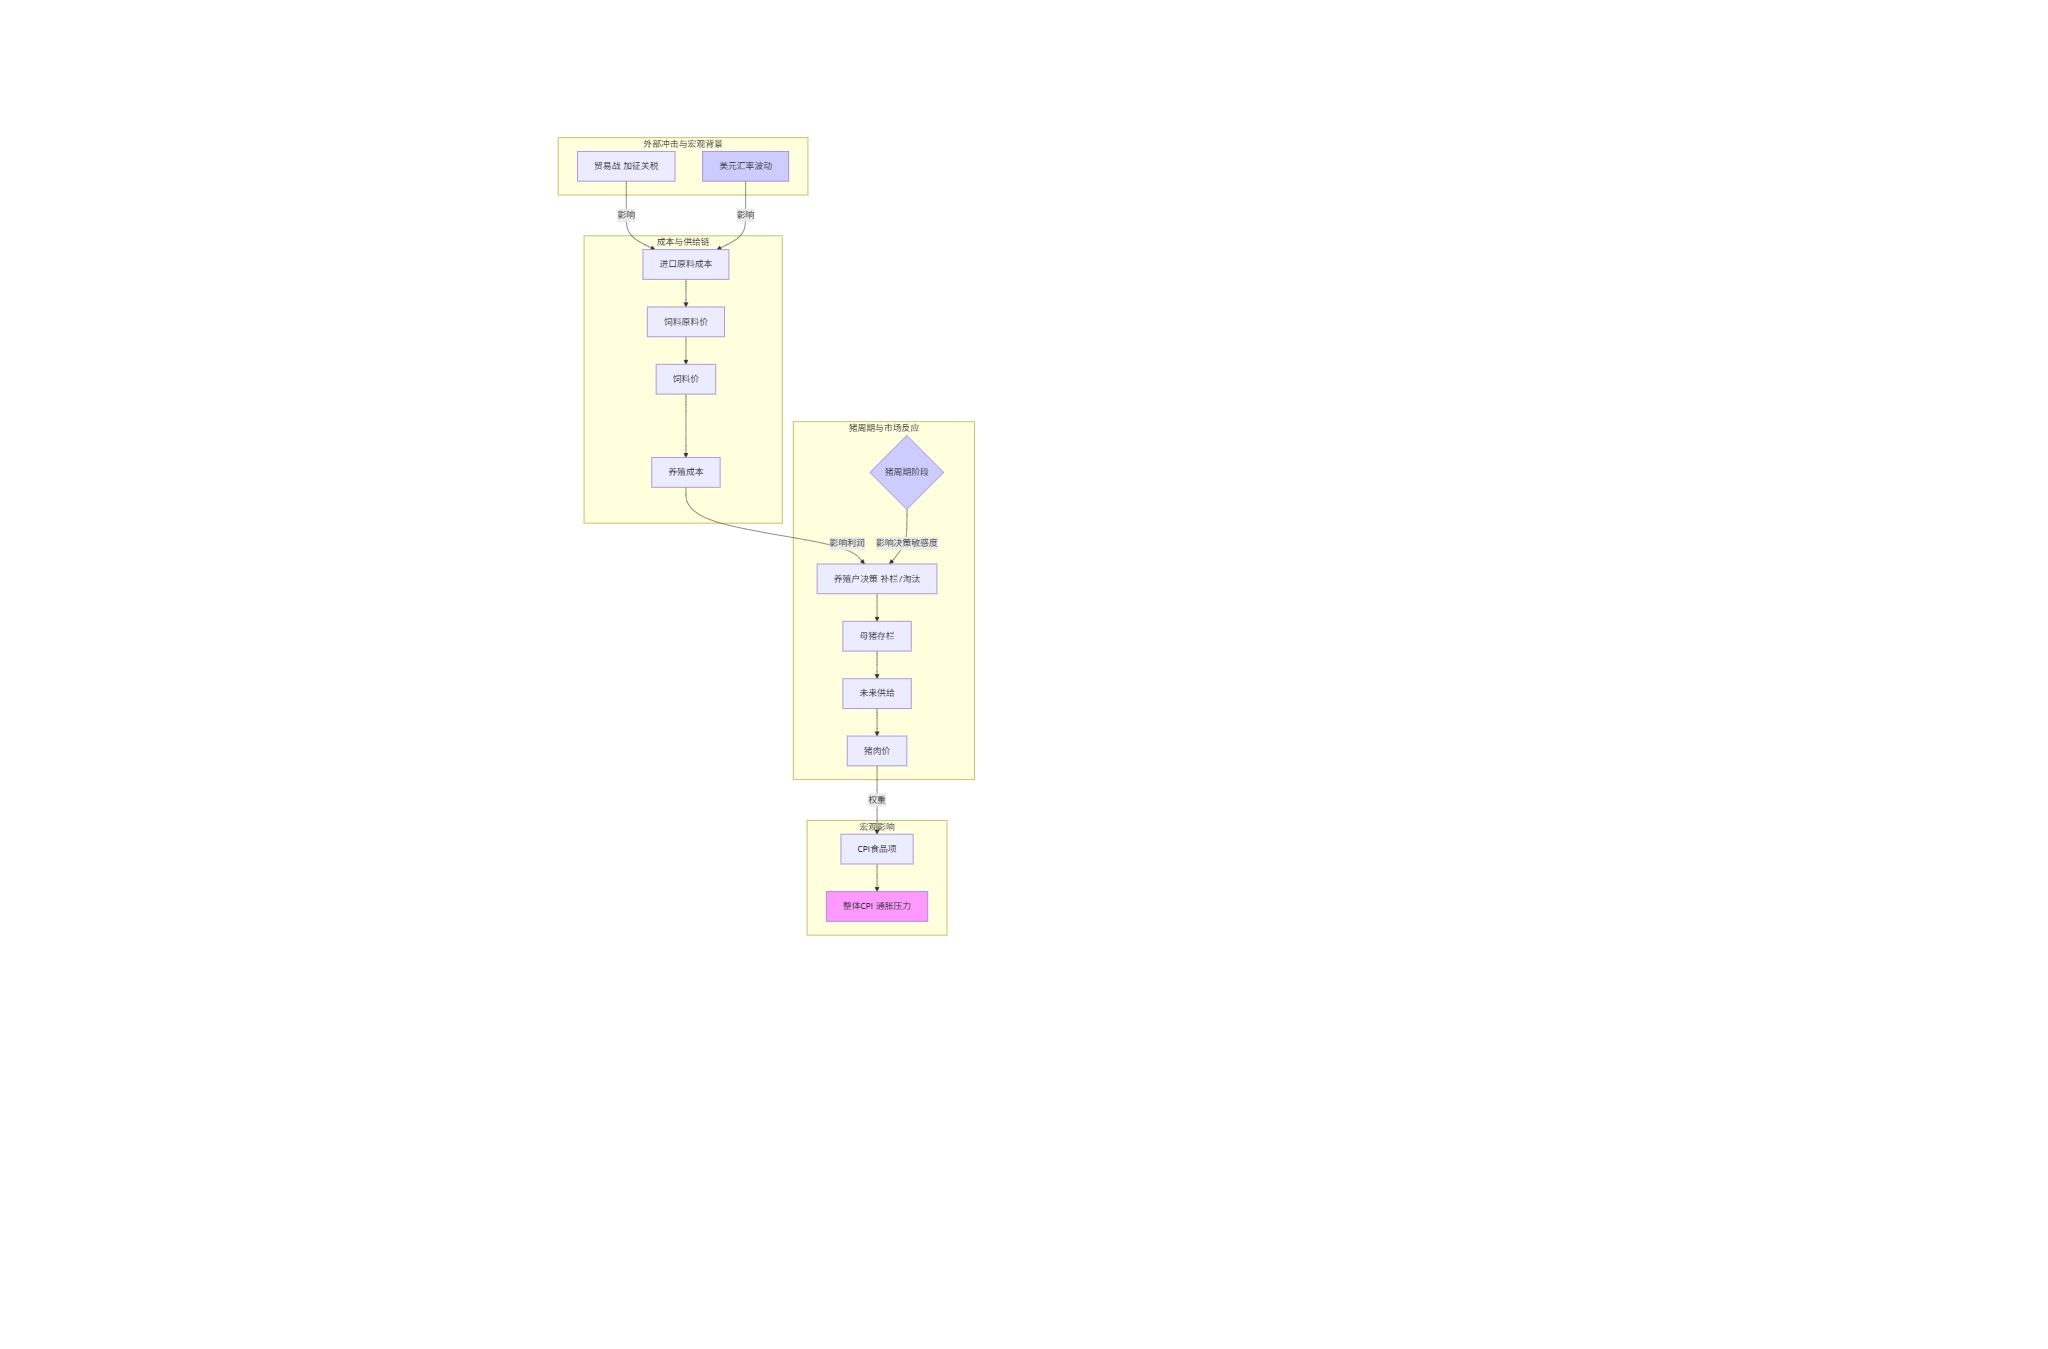 外部冲击与宏观背景
贸易战 加征关税
美元汇率波动
影响
影响
成本与供给链
进口原料成本
饲料原料价
饲料价
养殖成本
猪周期与市场反应
猪周期阶段
影响利润
影响决策敏感度
养殖户决策 补栏/淘汰
母猪存栏
未来供给
猪肉价
权重
宏观影响
CPI食品项
整体CPI 通胀压力